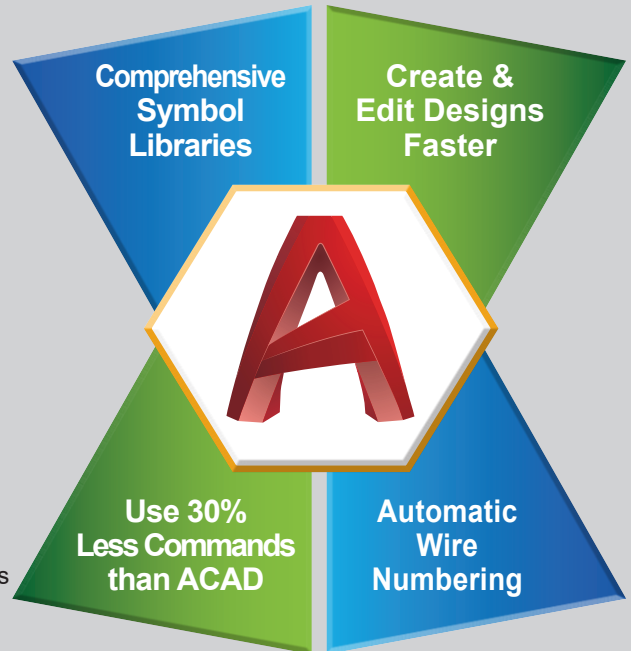 Comprehensive
Symbol
Libraries
Create &
Edit Designs
Faster
A
Use 30%
Less Commands
than ACAD
s
Automatic
Wire
Numbering